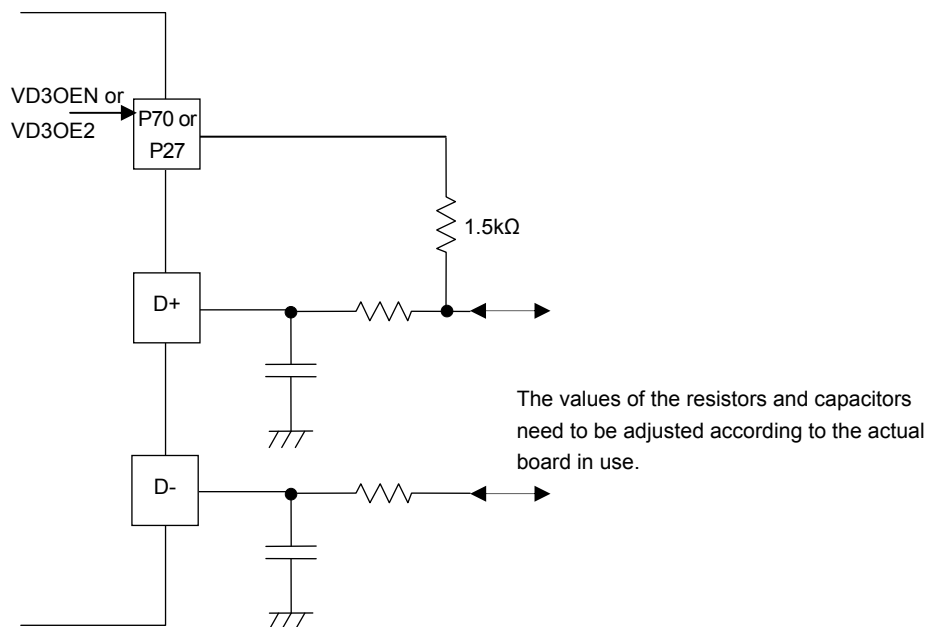 VD3OEN or
VD3OE2
P70 or
P27
1.5kΩ
D+
The values of the resistors and capacitors
need to be adjusted according to the actual
board in use.
D-